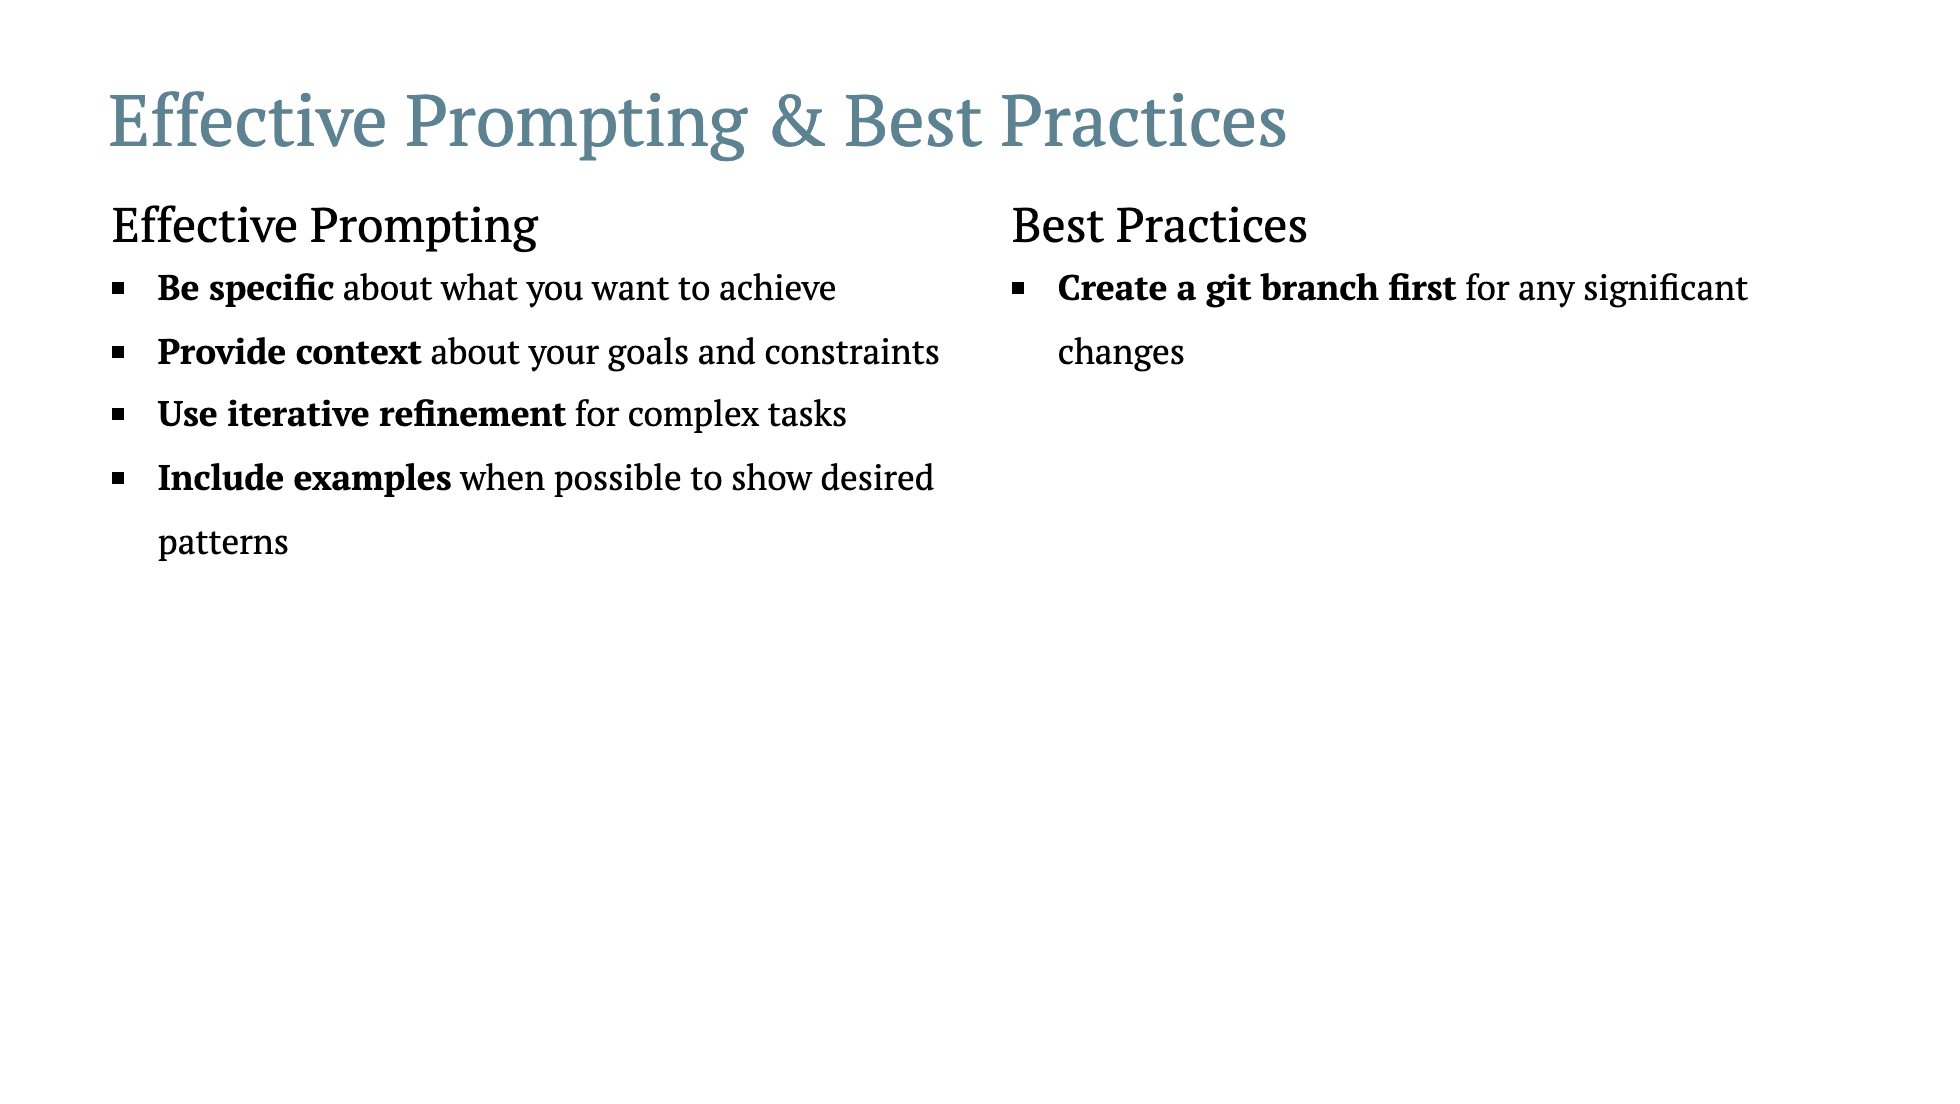 Effective Prompting & Best Practices
Effective Prompting
▪ Be specific about what you want to achieve
▪ Provide context about your goals and constraints
▪ Use iterative refinement for complex tasks
▪ Include examples when possible to show desired
patterns
Best Practices
▪ Create a git branch first for any significant
changes